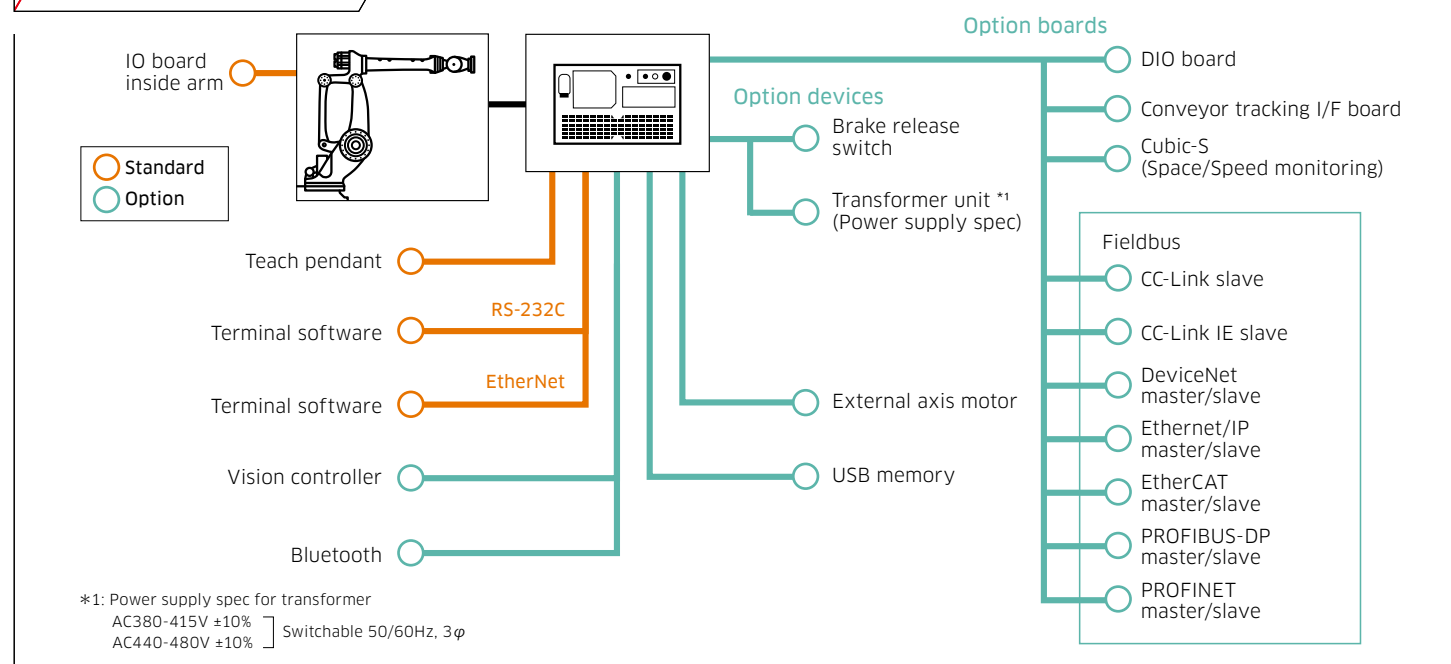 Option boards
IO board
inside arm
DIO board
Option devices
Conveyor tracking I/F board
Brake release
switch
Cubic-S
(Space/Speed monitoring)
Standard
Option
Transformer unit *1
(Power supply spec)
Fieldbus
Teach pendant
CC-Link slave
RS-232C
Terminal software
CC-Link IE slave
EtherNet
DeviceNet
master/slave
Terminal software
External axis motor
Ethernet/IP
master/slave
Vision controller
USB memory
EtherCAT
master/slave
Bluetooth
PROFIBUS-DP
master/slave
PROFINET
master/slave
*1: Power supply spec for transformer
AC380-415V ±10%
AC440-480V ±10%
Switchable 50/60Hz, 3φ